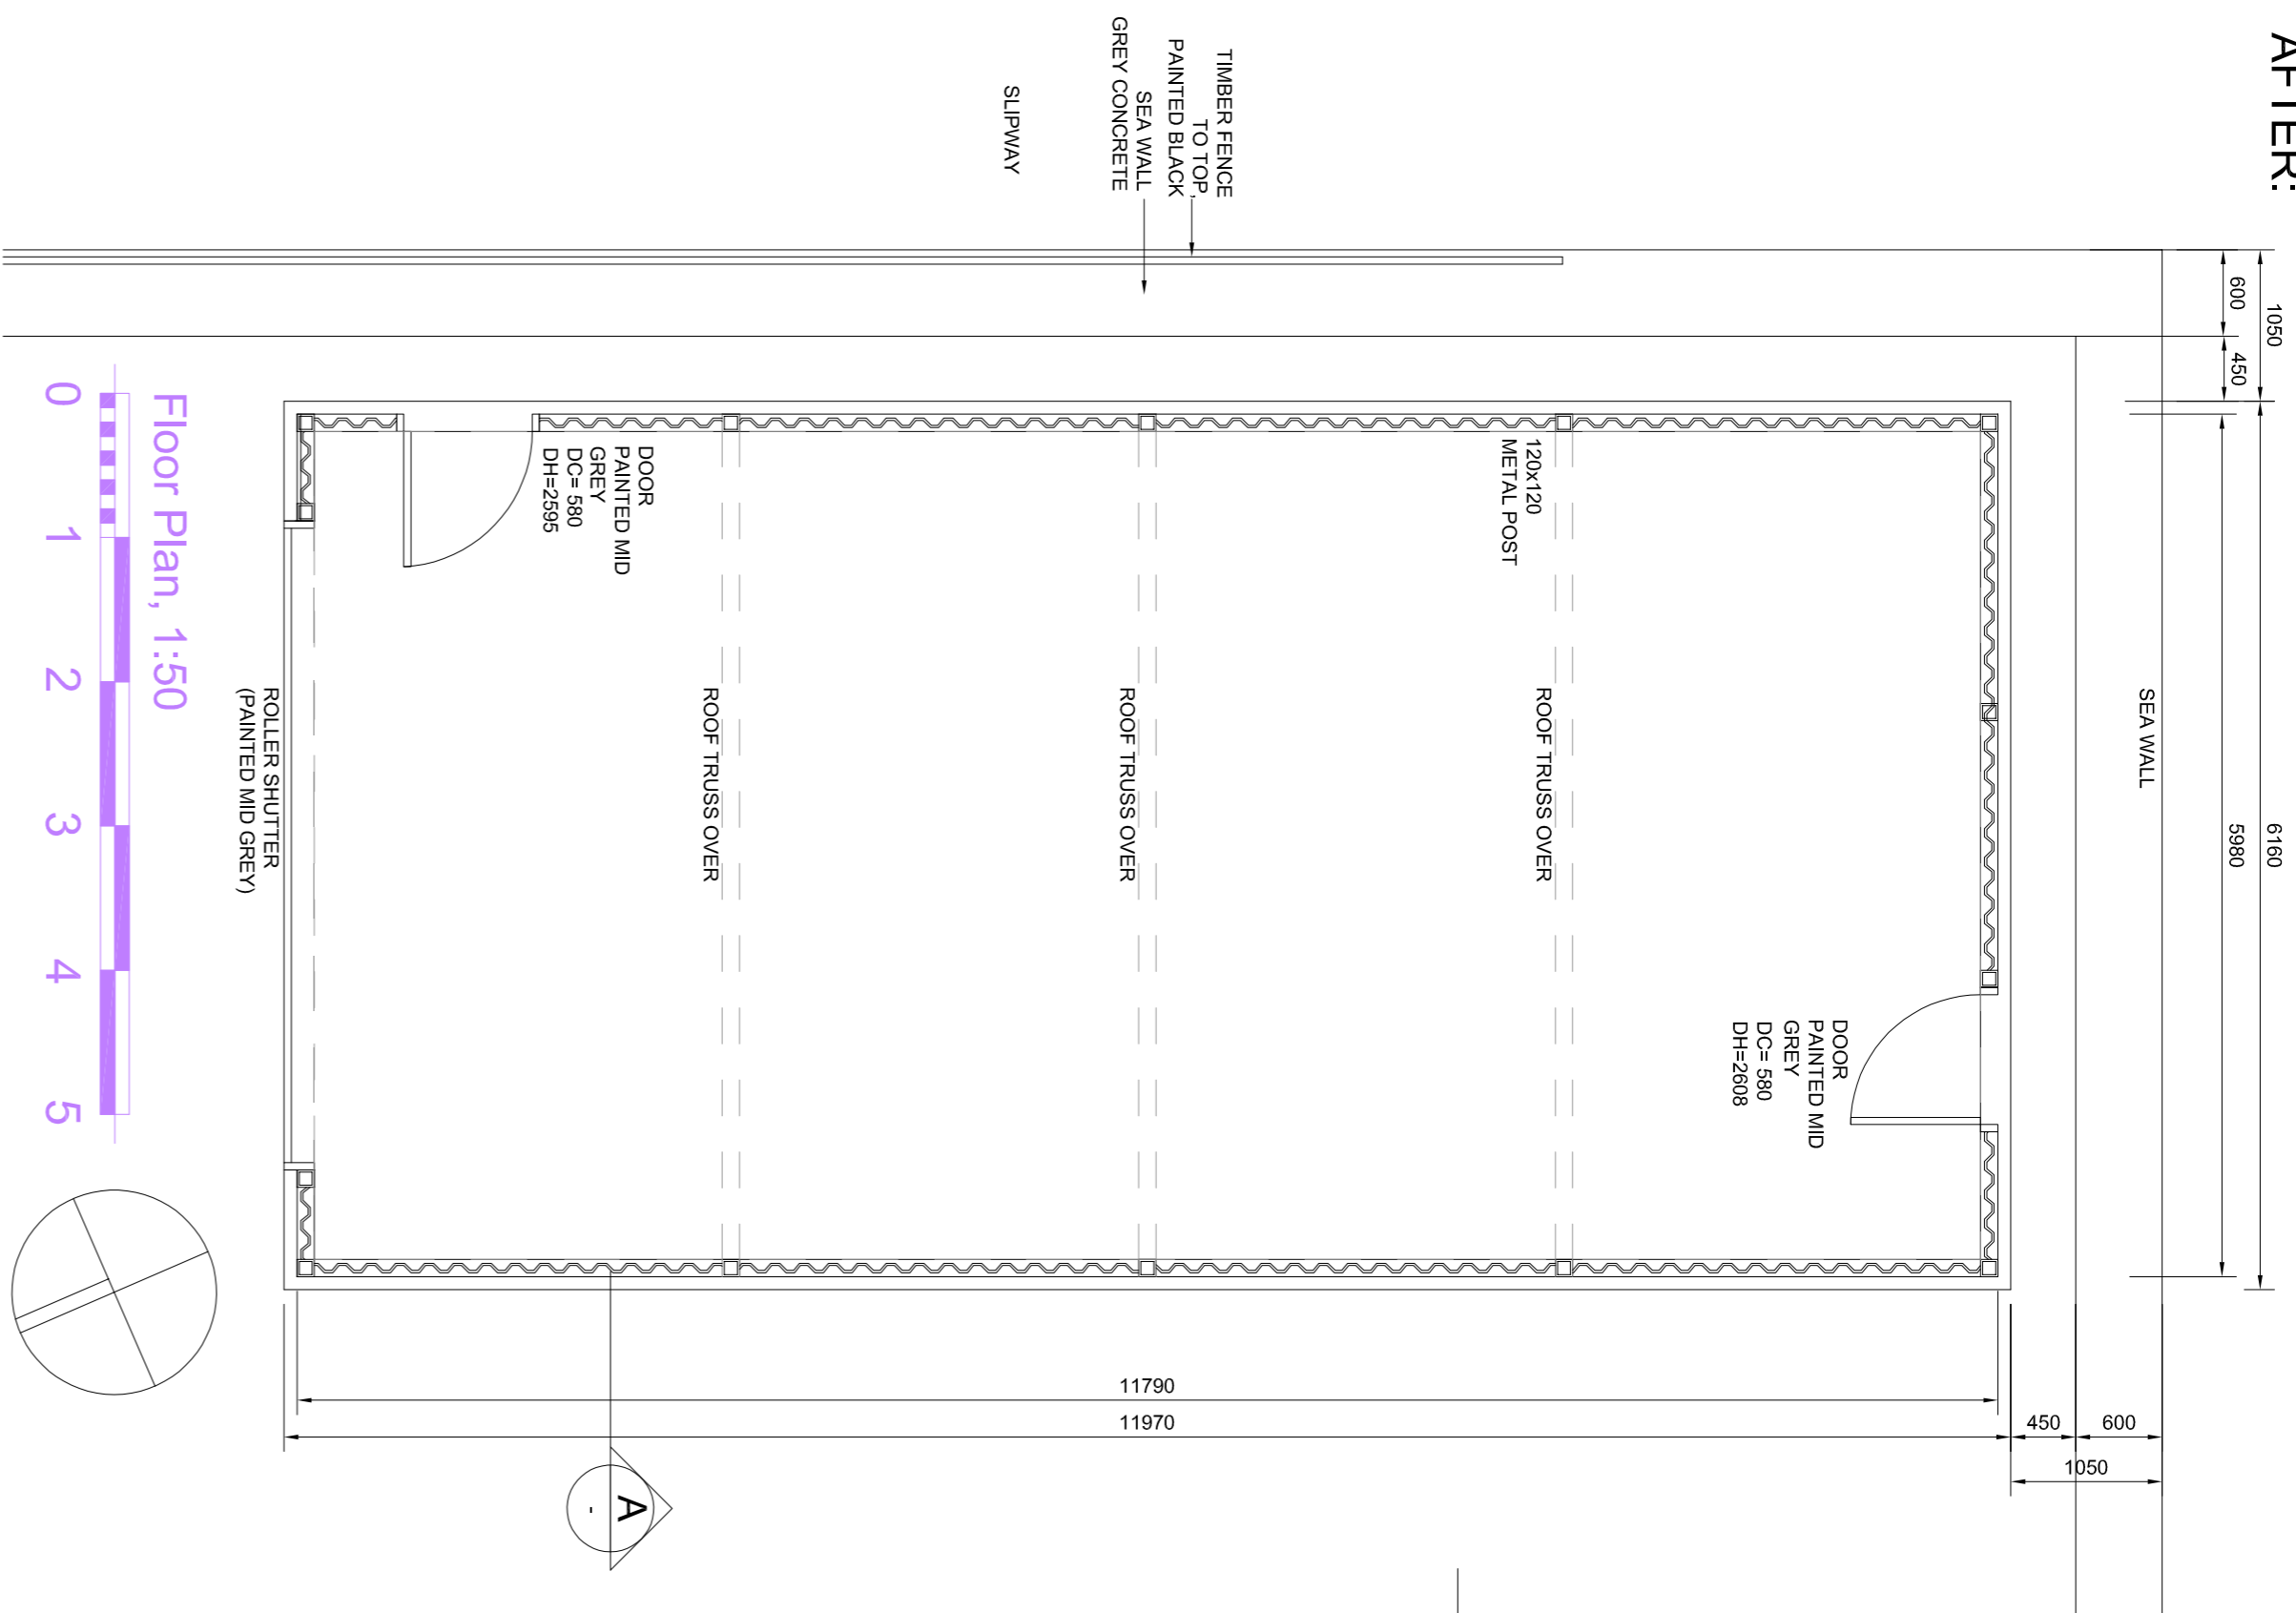 AFTER:
1050
600
450
6160
5980
SEA WALL
TIMBER FENCE
TO TOP,
PAINTED BLACK
SEA WALL
GREY CONCRETE
SLIPWAY
120x120
METAL POST
DOOR
PAINTED MID
GREY
DC= 580
DH=2608
ROOF TRUSS OVER
ROOF TRUSS OVER
ROOF TRUSS OVER
DOOR
PAINTED MID
GREY
DC= 580
DH=2595
ROLLER SHUTTER
(PAINTED MID GREY)
11790
11970
450
600
1050
A
-
Floor Plan, 1:50
0 1 2 3 4 5